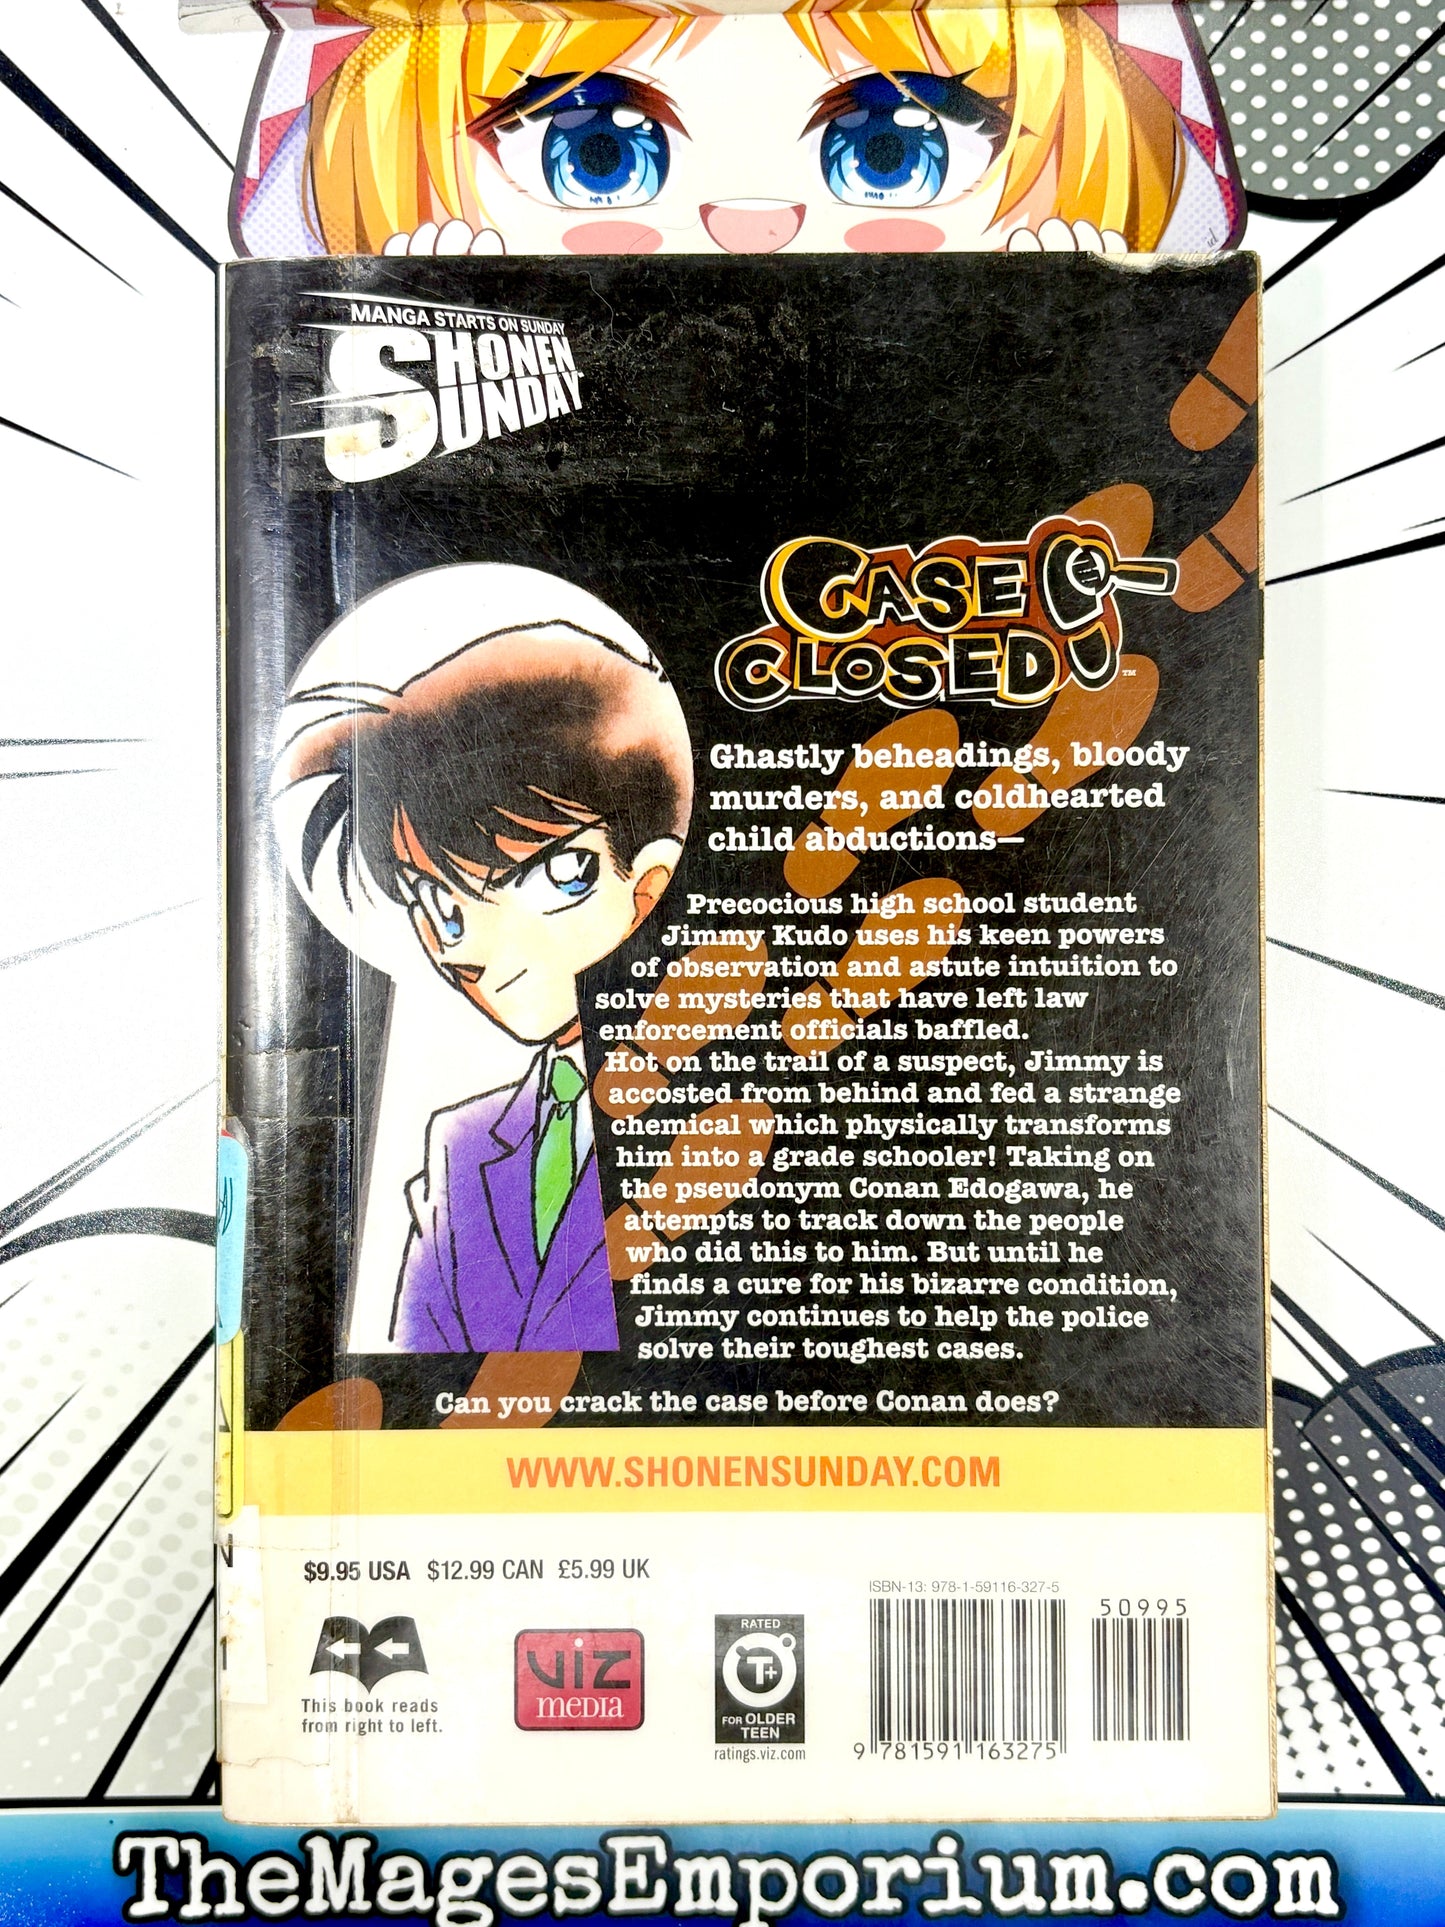 MANGA STARTS ON SUNDAY
SHONEN
SUNDAY
CASE
CLOSED!
™
Ghastly beheadings, bloody
murders, and coldhearted
child abductions—
Precocious high school student
Jimmy Kudo uses his keen powers
of observation and astute intuition to
solve mysteries that have left law
enforcement officials baffled.
Hot on the trail of a suspect, Jimmy is
accosted from behind and fed a strange
chemical which physically transforms
him into a grade schooler! Taking on
the pseudonym Conan Edogawa, he
attempts to track down the people
who did this to him. But until he
finds a cure for his bizarre condition,
Jimmy continues to help the police
solve their toughest cases.
Can you crack the case before Conan does?
WWW.SHONENSUNDAY.COM
$9.95 USA $12.99 CAN £5.99 UK
This book reads
from right to left.
VIZ
MEDIA
RATED
T+
FOR OLDER
TEEN
ratings.viz.com
ISBN-13: 978-1-59116-327-5
50995
9 781591 163275
TheMagesEmporium.com